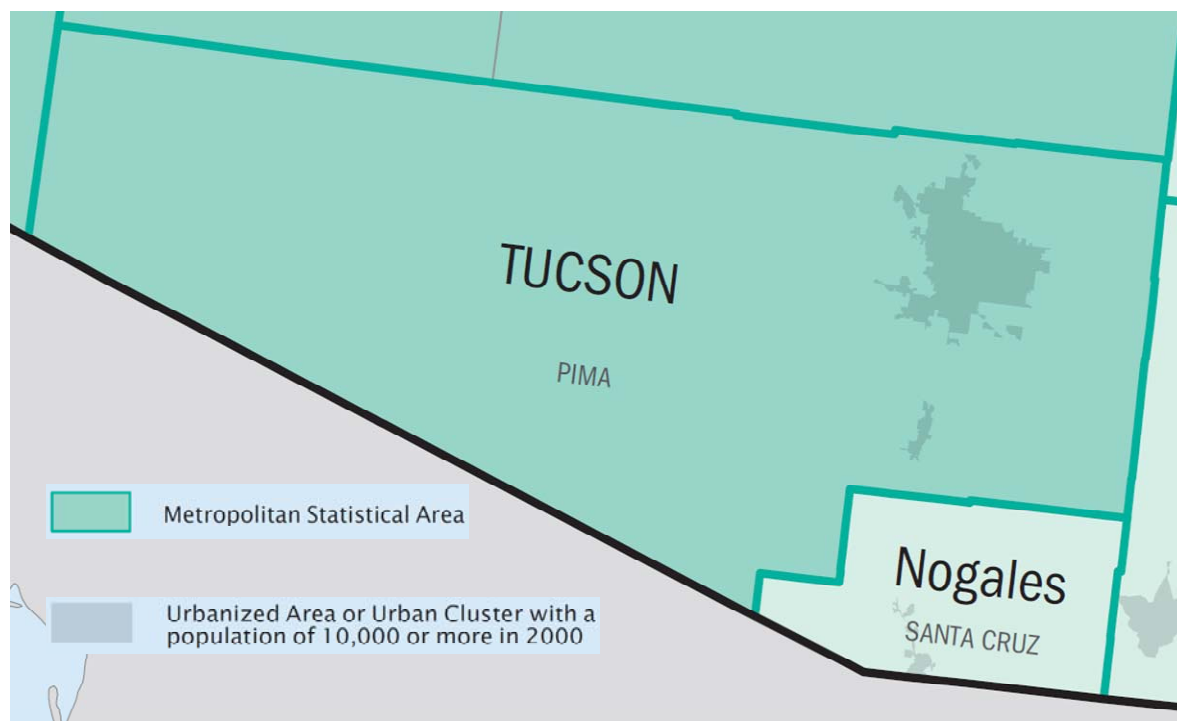 TUCSON
PIMA
Metropolitan Statistical Area
Nogales
SANTA CRUZ
Urbanized Area or Urban Cluster with a
population of 10,000 or more in 2000